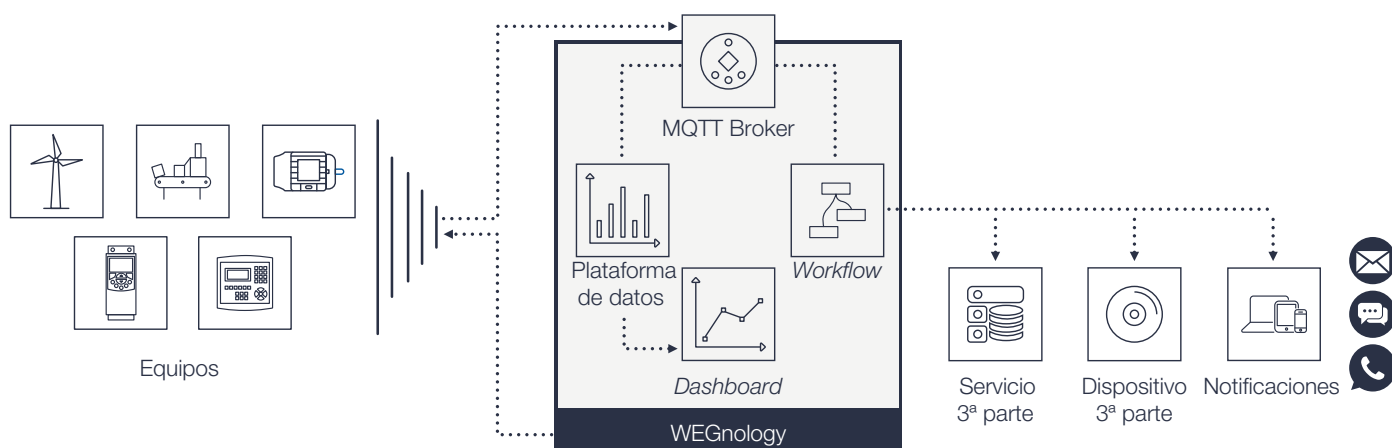 MQTT Broker
Plataforma
de datos
Workflow
Dashboard
WEGnology
Equipos
Servicio
3ª parte
Dispositivo
3ª parte
Notificaciones